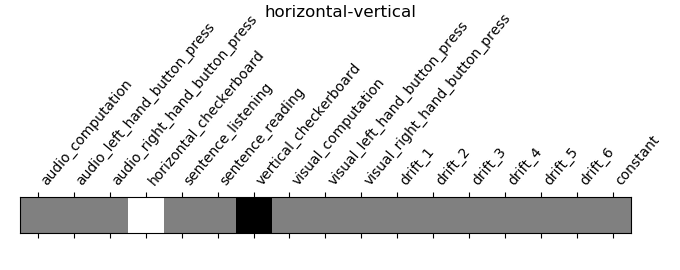 horizontal-vertical
audio_computation
audio_left_hand_button_press
audio_right_hand_button_press
horizontal_checkerboard
sentence_listening
sentence_reading
vertical_checkerboard
visual_computation
visual_left_hand_button_press
visual_right_hand_button_press
drift_1
drift_2
drift_3
drift_4
drift_5
drift_6
constant